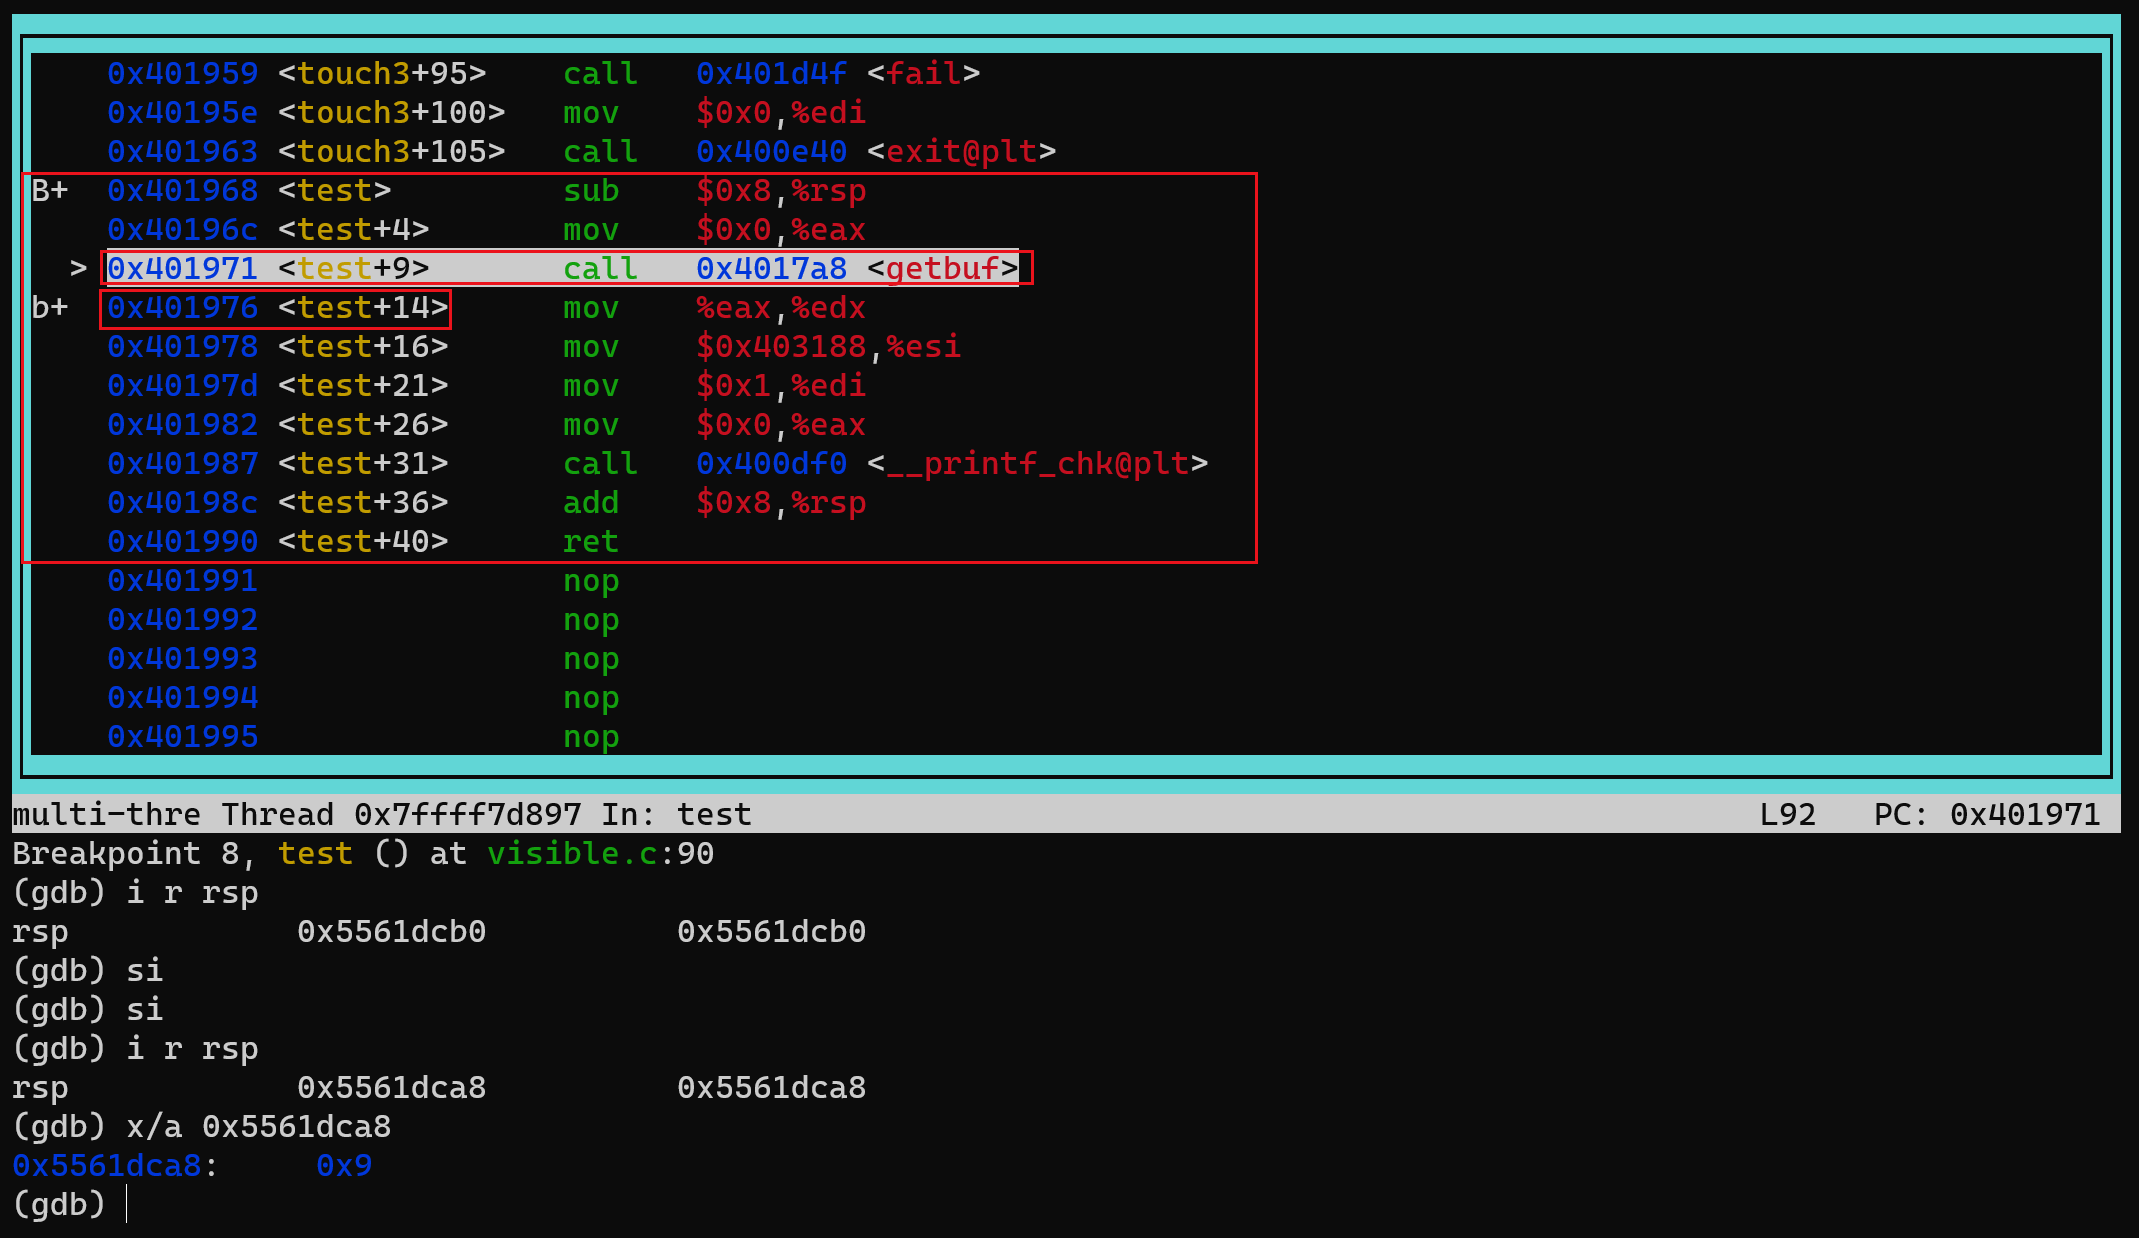 0x401959 <touch3+95> call 0x401d4f <fail>
0x40195e <touch3+100> mov $0x0,%edi
0x401963 <touch3+105> call 0x400e40 <exit@plt>
B+ 0x401968 <test> sub $0x8,%rsp
0x40196c <test+4> mov $0x0,%eax
> 0x401971 <test+9> call 0x4017a8 <getbuf>
b+ 0x401976 <test+14> mov %eax,%edx
0x401978 <test+16> mov $0x403188,%esi
0x40197d <test+21> mov $0x1,%edi
0x401982 <test+26> mov $0x0,%eax
0x401987 <test+31> call 0x400df0 <__printf_chk@plt>
0x40198c <test+36> add $0x8,%rsp
0x401990 <test+40> ret
0x401991 nop
0x401992 nop
0x401993 nop
0x401994 nop
0x401995 nop
multi-thre Thread 0x7ffff7d897 In: test L92 PC: 0x401971
Breakpoint 8, test () at visible.c:90
(gdb) i r rsp
rsp 0x5561dcb0 0x5561dcb0
(gdb) si
(gdb) si
(gdb) i r rsp
rsp 0x5561dca8 0x5561dca8
(gdb) x/a 0x5561dca8
0x5561dca8: 0x9
(gdb)